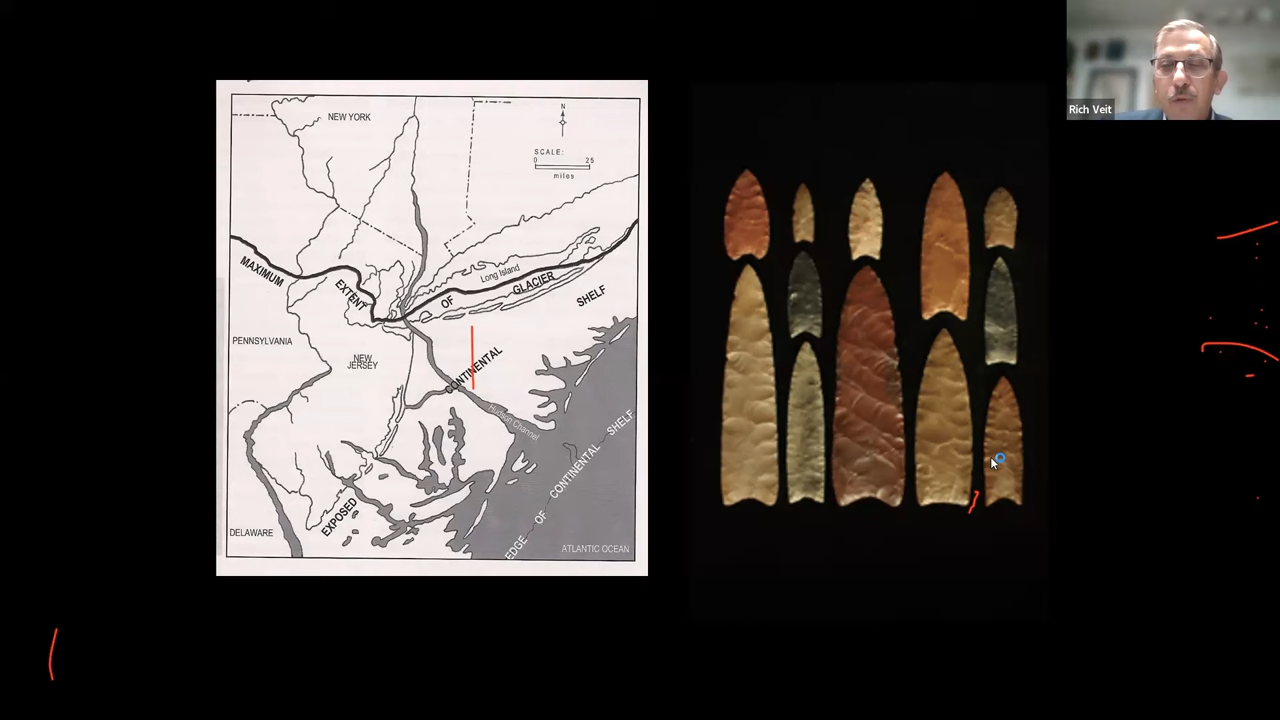 NEW YORK
N
SCALE:
0 25
miles
MAXIMUM
EXTENT
OF
GLACIER
Long Island
SHELF
PENNSYLVANIA
NEW
JERSEY
CONTINENTAL
Hudson Channel
EXPOSED
DELAWARE
EDGE OF CONTINENTAL SHELF
ATLANTIC OCEAN
Rich Veit